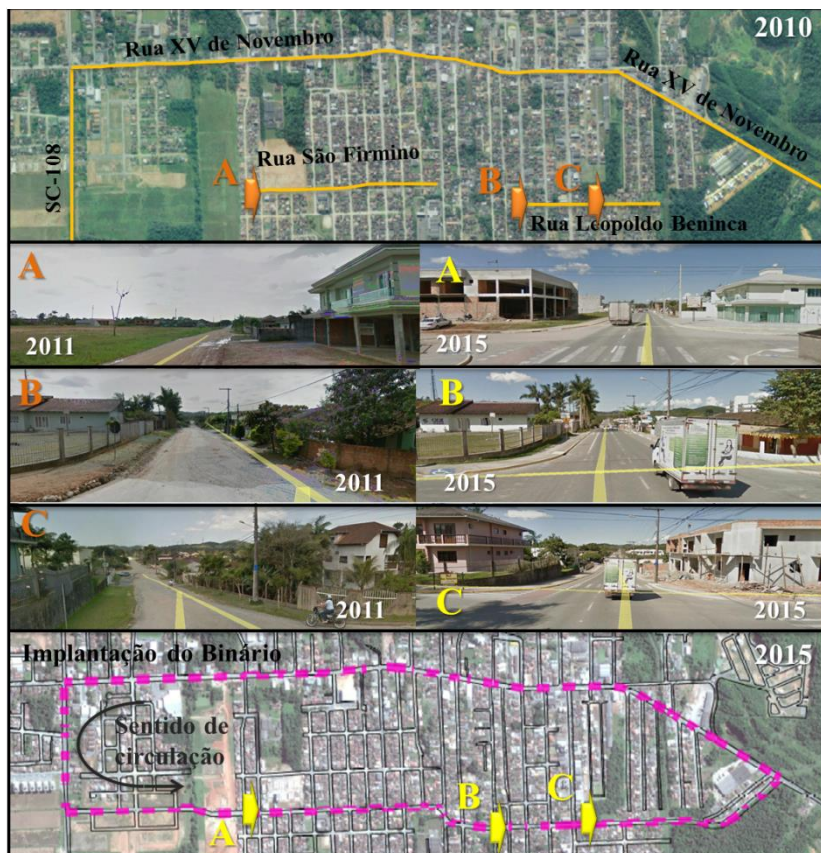 2010
Rua XV de Novembro
Rua XV de Novembro
SC-108
A
Rua São Firmino
B
C
Rua Leopoldo Beninca
A
2011
A
2015
B
2011
B
2015
C
2011
C
2015
Implantação do Binário
2015
Sentido de
circulação
A
B
C